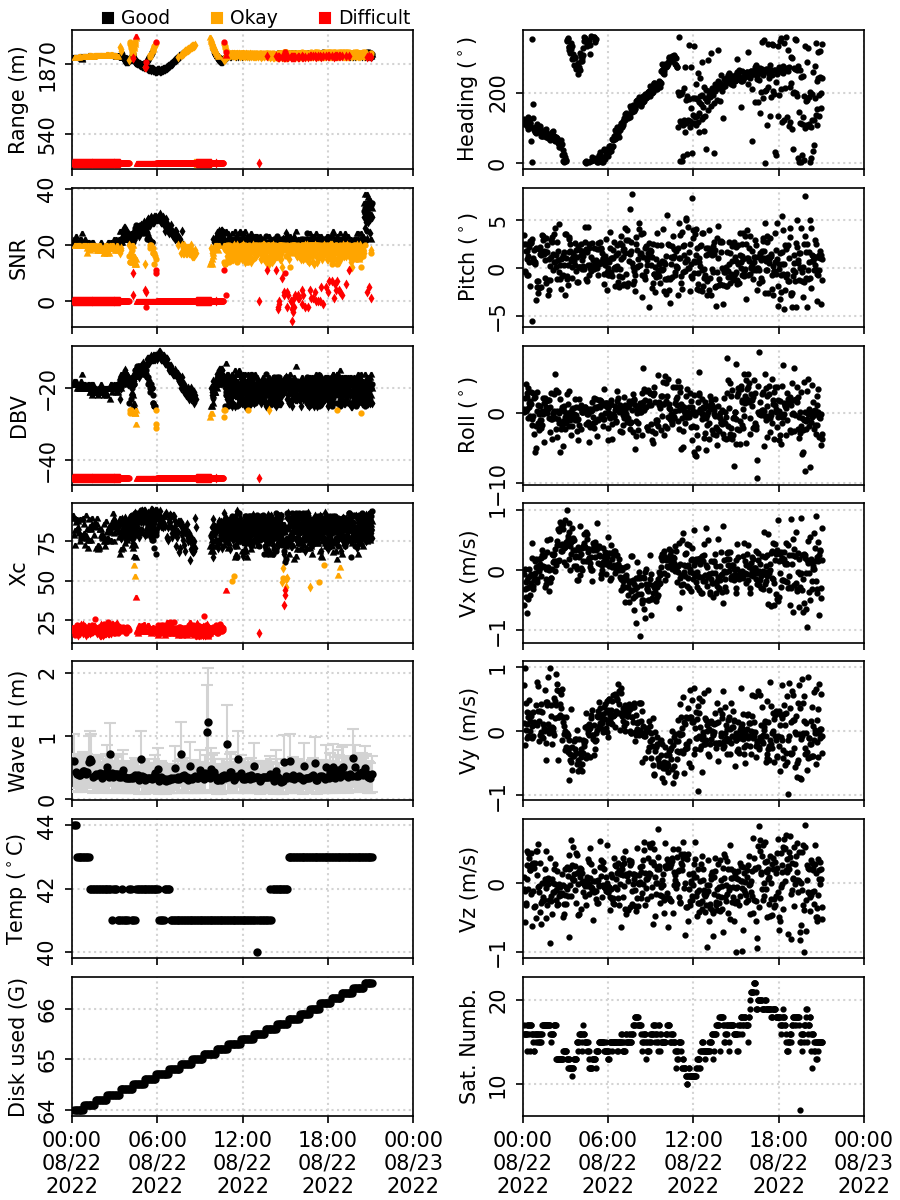 Good Okay Difficult
Range (m)
1870
540
Heading (°)
200
0
SNR
40
20
0
Pitch (°)
5
0
−5
DBV
−20
−40
Roll (°)
0
−10
Xc
75
50
25
Vx (m/s)
1
0
−1
Wave H (m)
2
1
0
Vy (m/s)
1
0
−1
Temp (°C)
44
42
40
Vz (m/s)
0
−1
Disk used (G)
66
65
64
Sat. Numb.
20
10
00:00 06:00 12:00 18:00 00:00
08/22 08/22 08/22 08/22 08/23
2022 2022 2022 2022 2022
00:00 06:00 12:00 18:00 00:00
08/22 08/22 08/22 08/22 08/23
2022 2022 2022 2022 2022